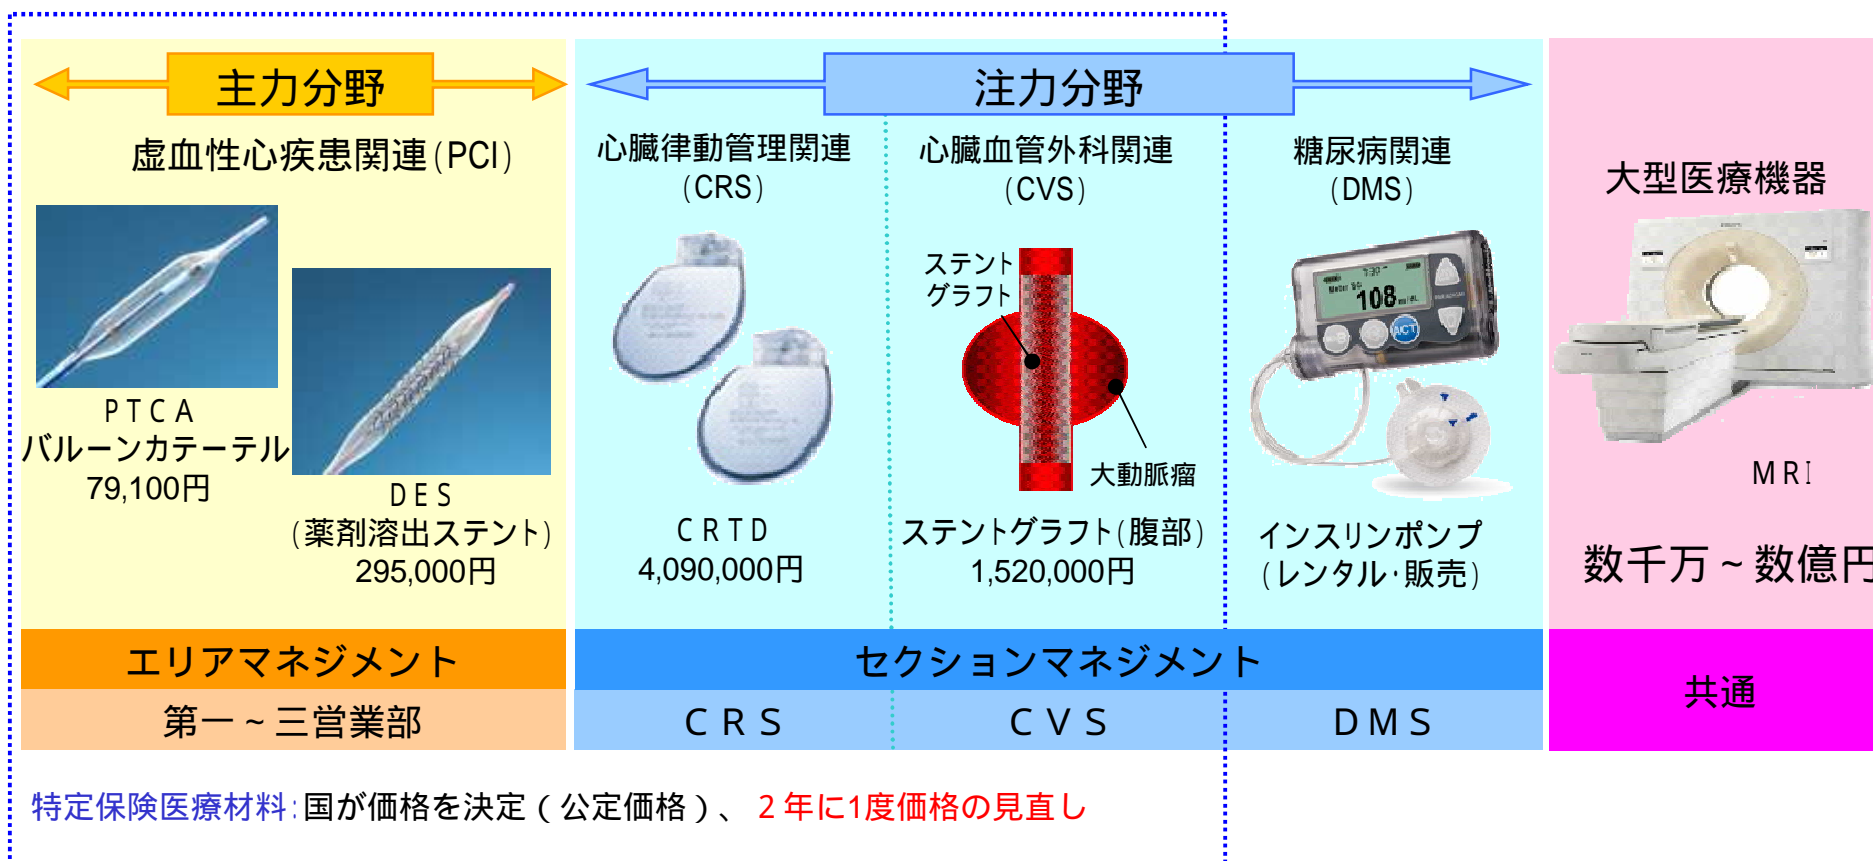 主力分野
虚血性心疾患関連(PCI)
PTCA
バルーンカテーテル
79,100円
DES
(薬剤溶出ステント)
295,000円
注力分野
心臓律動管理関連
(CRS)
CRTD
4,090,000円
心臓血管外科関連
(CVS)
ステント
グラフト
大動脈瘤
ステントグラフト(腹部)
1,520,000円
糖尿病関連
(DMS)
108
ACT
インスリンポンプ
(レンタル・販売)
大型医療機器
MRI
数千万~数億円
エリアマネジメント
第一~三営業部
セクションマネジメント
CRS
CVS
DMS
共通
特定保険医療材料:国が価格を決定(公定価格)、2年に1度価格の見直し